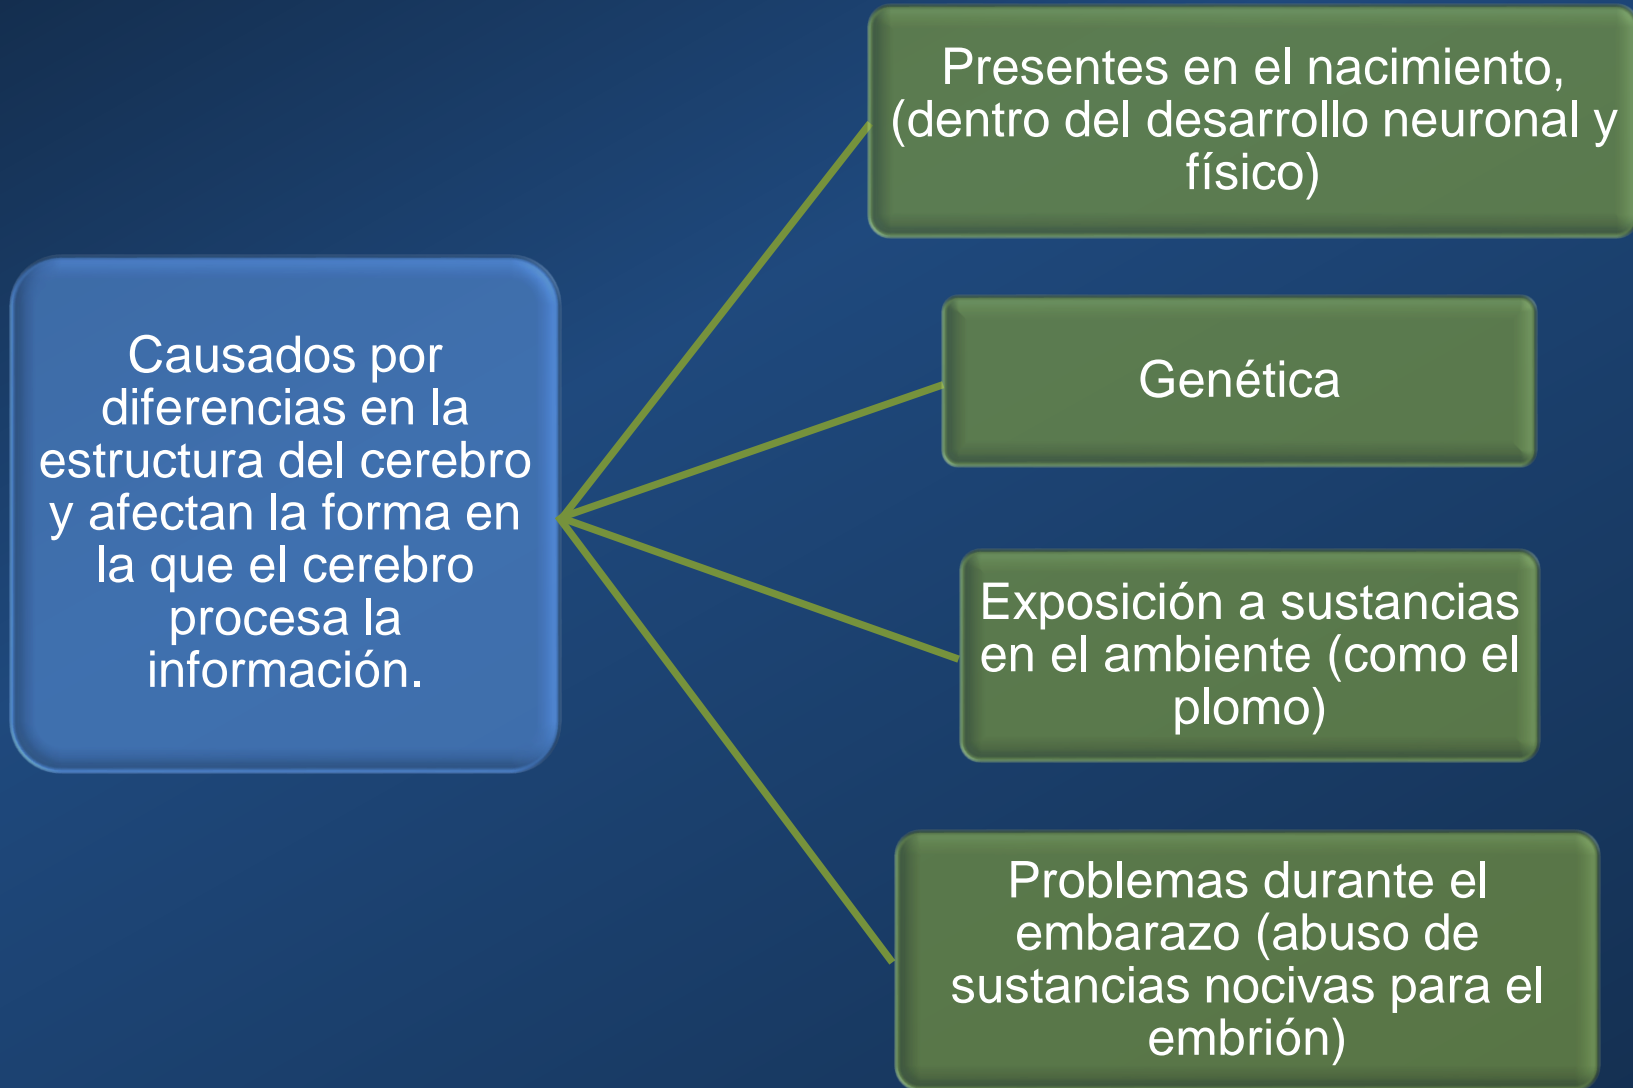 Causados por
diferencias en la
estructura del cerebro
y afectan la forma en
la que el cerebro
procesa la
información.
Presentes en el nacimiento,
(dentro del desarrollo neuronal y
físico)
Genética
Exposición a sustancias
en el ambiente (como el
plomo)
Problemas durante el
embarazo (abuso de
sustancias nocivas para el
embrión)